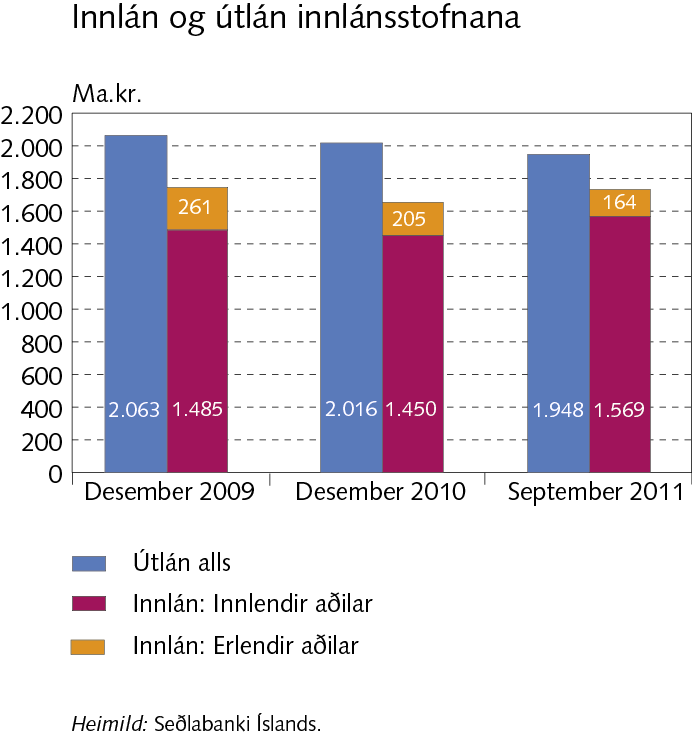 Innlán og útlán innlánsstofnana
Ma.kr.
2.200
2.000
1.800
1.600
1.400
1.200
1.000
800
600
400
200
0
261
205
164
2.063
1.485
2.016
1.450
1.948
1.569
Desember 2009
Desember 2010
September 2011
Útlán alls
Innlán: Innlendir aðilar
Innlán: Erlendir aðilar
Heimild: Seðlabanki Íslands.